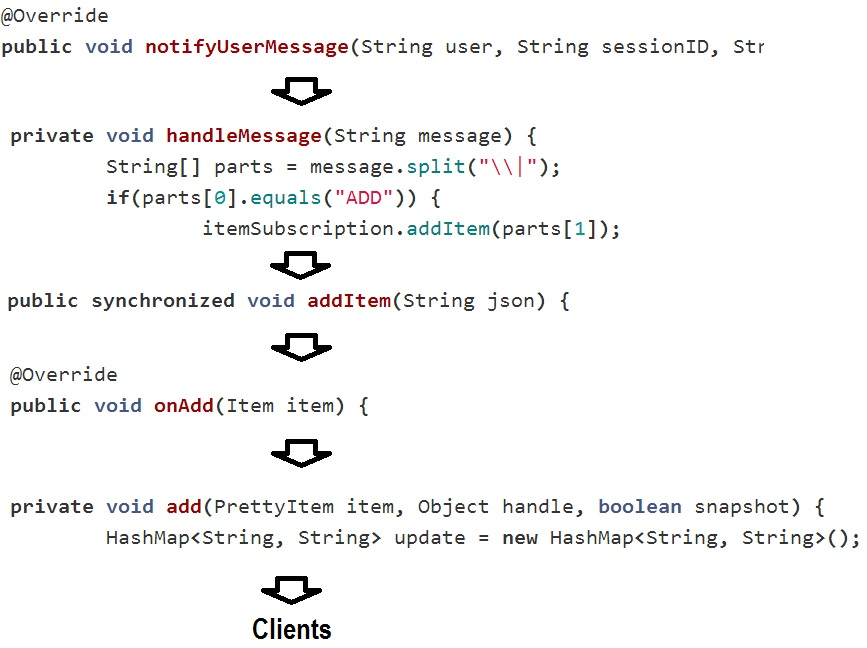 @Override
public void notifyUserMessage(String user, String sessionID, Str
private void handleMessage(String message) {
String[] parts = message.split("\\|");
if(parts[0].equals("ADD")) {
itemSubscription.addItem(parts[1]);
public synchronized void addItem(String json) {
@Override
public void onAdd(Item item) {
private void add(PrettyItem item, Object handle, boolean snapshot) {
HashMap<String, String> update = new HashMap<String, String>();
Clients